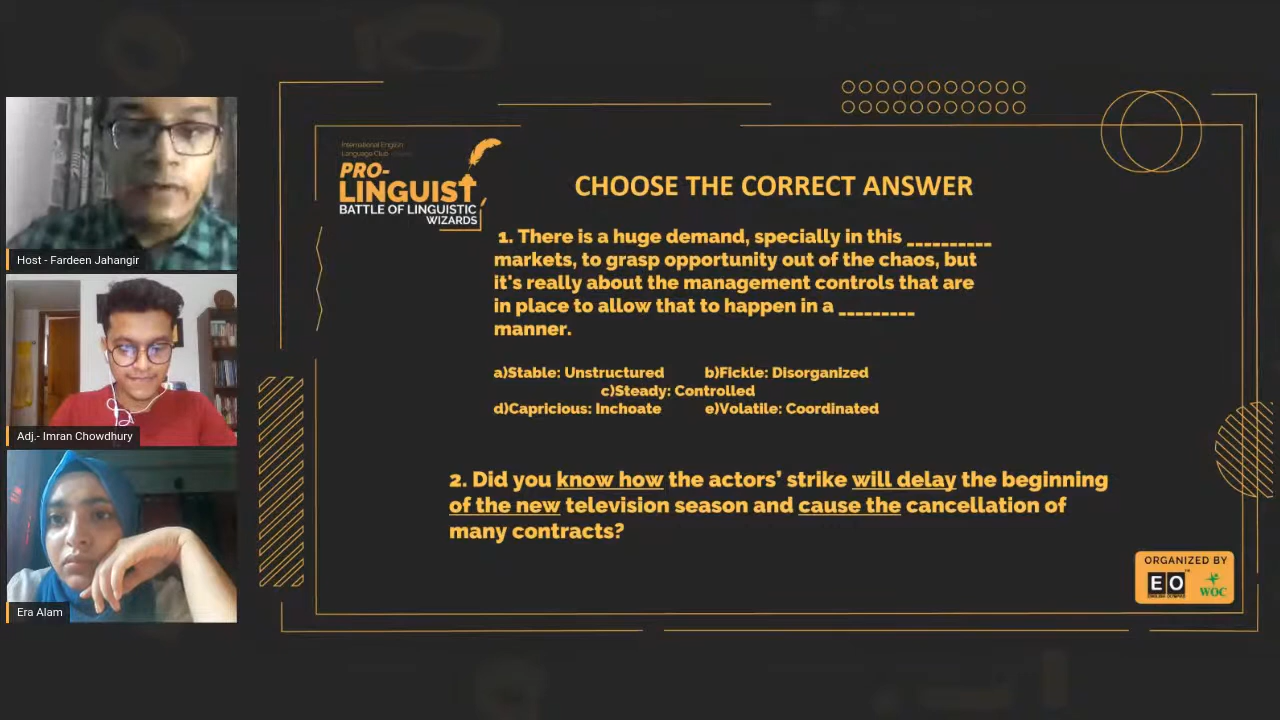 International English
Language Club
PRO-
LINGUIST
BATTLE OF LINGUISTIC
WIZARDS
CHOOSE THE CORRECT ANSWER
1. There is a huge demand, specially in this __________
markets, to grasp opportunity out of the chaos, but
it's really about the management controls that are
in place to allow that to happen in a _________
manner.
a)Stable: Unstructured b)Fickle: Disorganized
c)Steady: Controlled
d)Capricious: Inchoate e)Volatile: Coordinated
2. Did you know how the actors' strike will delay the beginning
of the new television season and cause the cancellation of
many contracts?
Host - Fardeen Jahangir
Adj.- Imran Chowdhury
Era Alam
ORGANIZED BY
EO
WOC